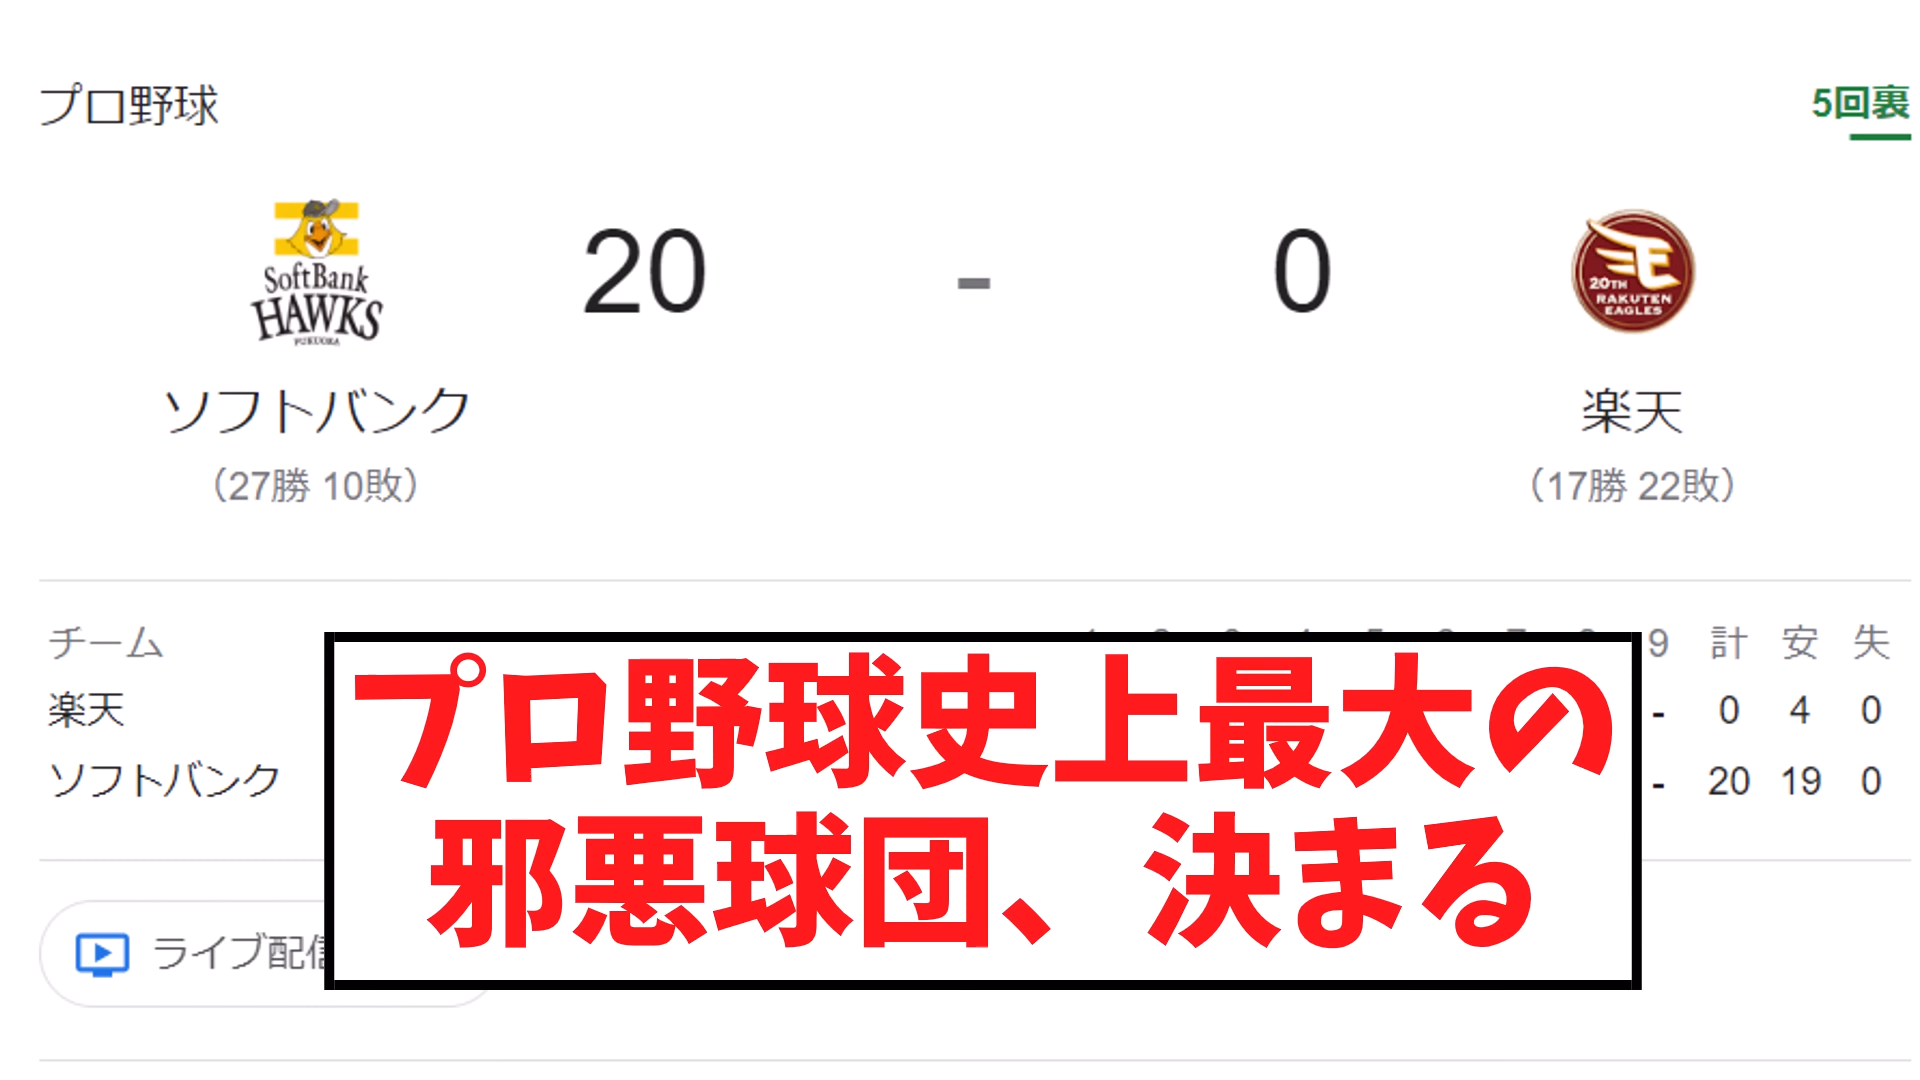 プロ野球
5回裏
SoftBank
HAWKS
FUKUOKA
20 - 0
20TH
RAKUTEN
EAGLES
ソフトバンク
楽天
(27勝 10敗)
(17勝 22敗)
チーム 9 計 安 失
楽天 - 0 4 0
ソフトバンク - 20 19 0
プロ野球史上最大の
邪悪球団、決まる
ライブ配信